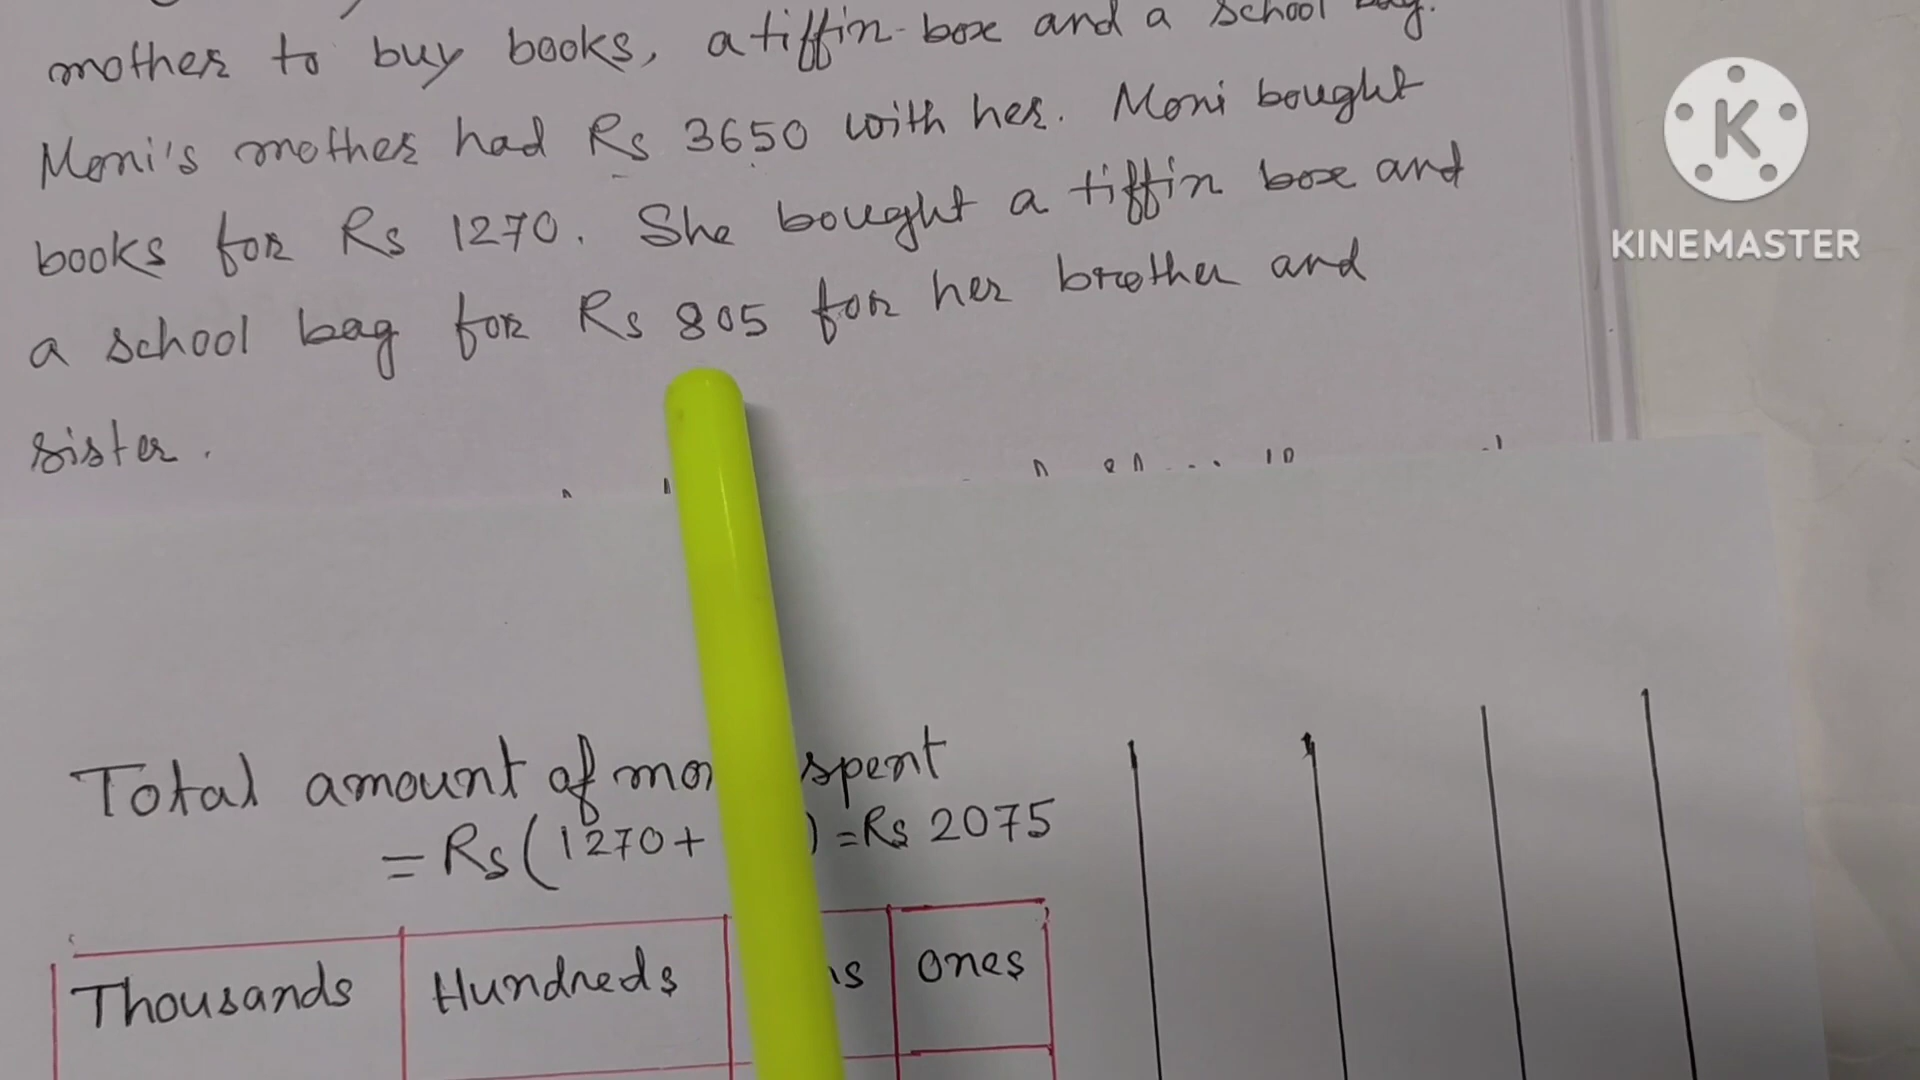 mother to buy books, a tiffin-box and a school bag.
Moni's mother had Rs 3650 with her. Moni bought
books for Rs 1270. She bought a tiffin box and
a school bag for Rs 805 for her brother and
sister.
Total amount of mo spent
= Rs (1270+ ) = Rs 2075
Thousands Hundreds Ones
K
KINEMASTER